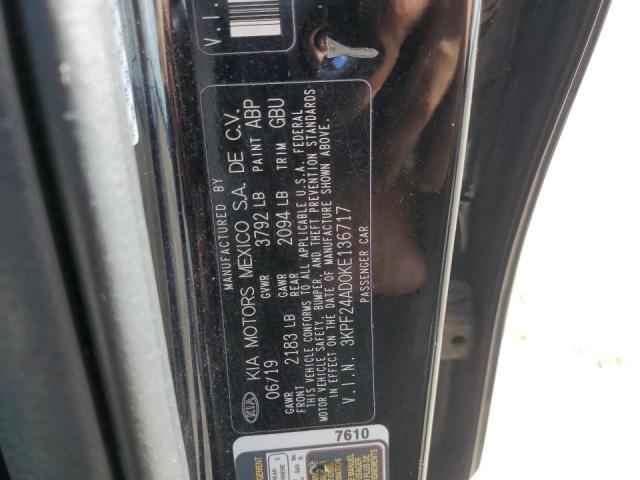 V.I.
MANUFACTURED BY
KIA KIA MOTORS MEXICO S.A. DE C.V.
06/19 GVWR 3792 LB PAINT ABP
GAWR FRONT 2183 LB GAWR REAR 2094 LB TRIM GBU
THIS VEHICLE CONFORMS TO ALL APPLICABLE U.S.A. FEDERAL
MOTOR VEHICLE SAFETY, BUMPER, AND THEFT PREVENTION STANDARDS
IN EFFECT ON THE DATE OF MANUFACTURE SHOWN ABOVE.
V.I.N. 3KPF24AD0KE136717
PASSENGER CAR
7610